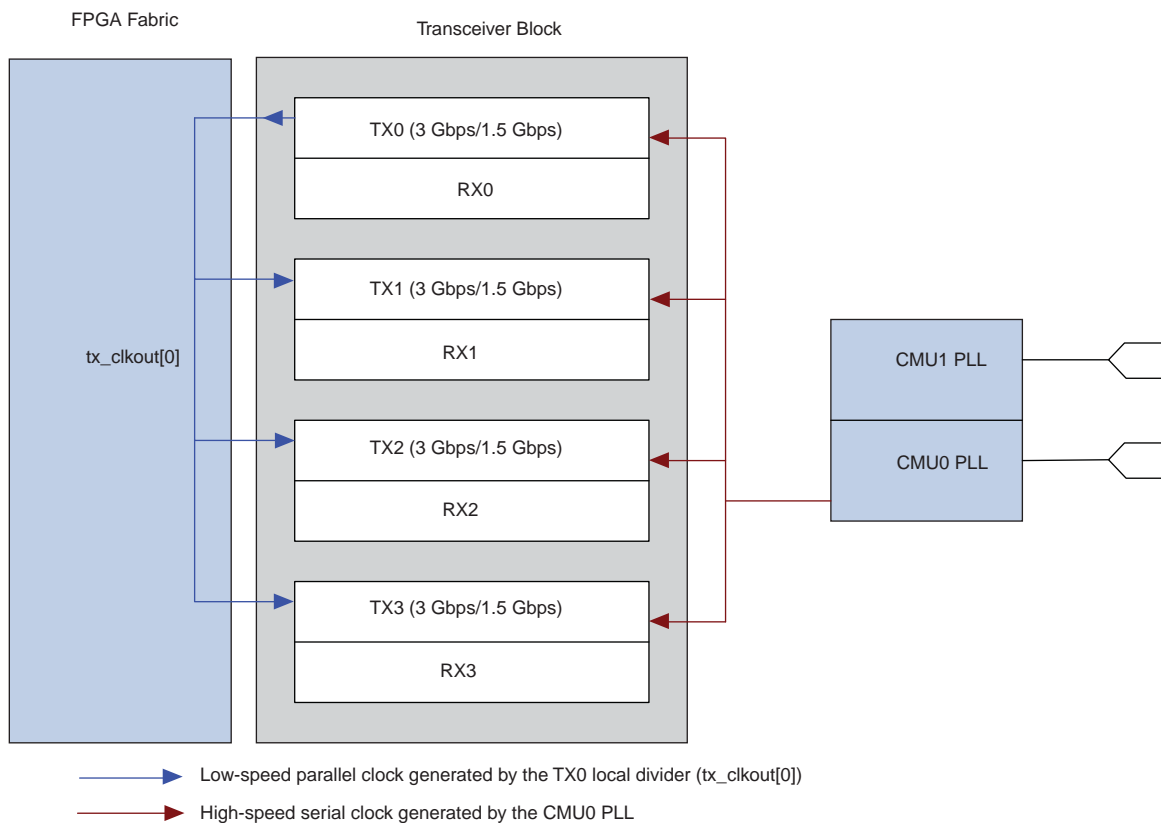 FPGA Fabric
Transceiver Block
TX0 (3 Gbps/1.5 Gbps)
RX0
TX1 (3 Gbps/1.5 Gbps)
RX1
tx_clkout[0]
CMU1 PLL
TX2 (3 Gbps/1.5 Gbps)
CMU0 PLL
RX2
TX3 (3 Gbps/1.5 Gbps)
RX3
Low-speed parallel clock generated by the TX0 local divider (tx_clkout[0])
High-speed serial clock generated by the CMU0 PLL